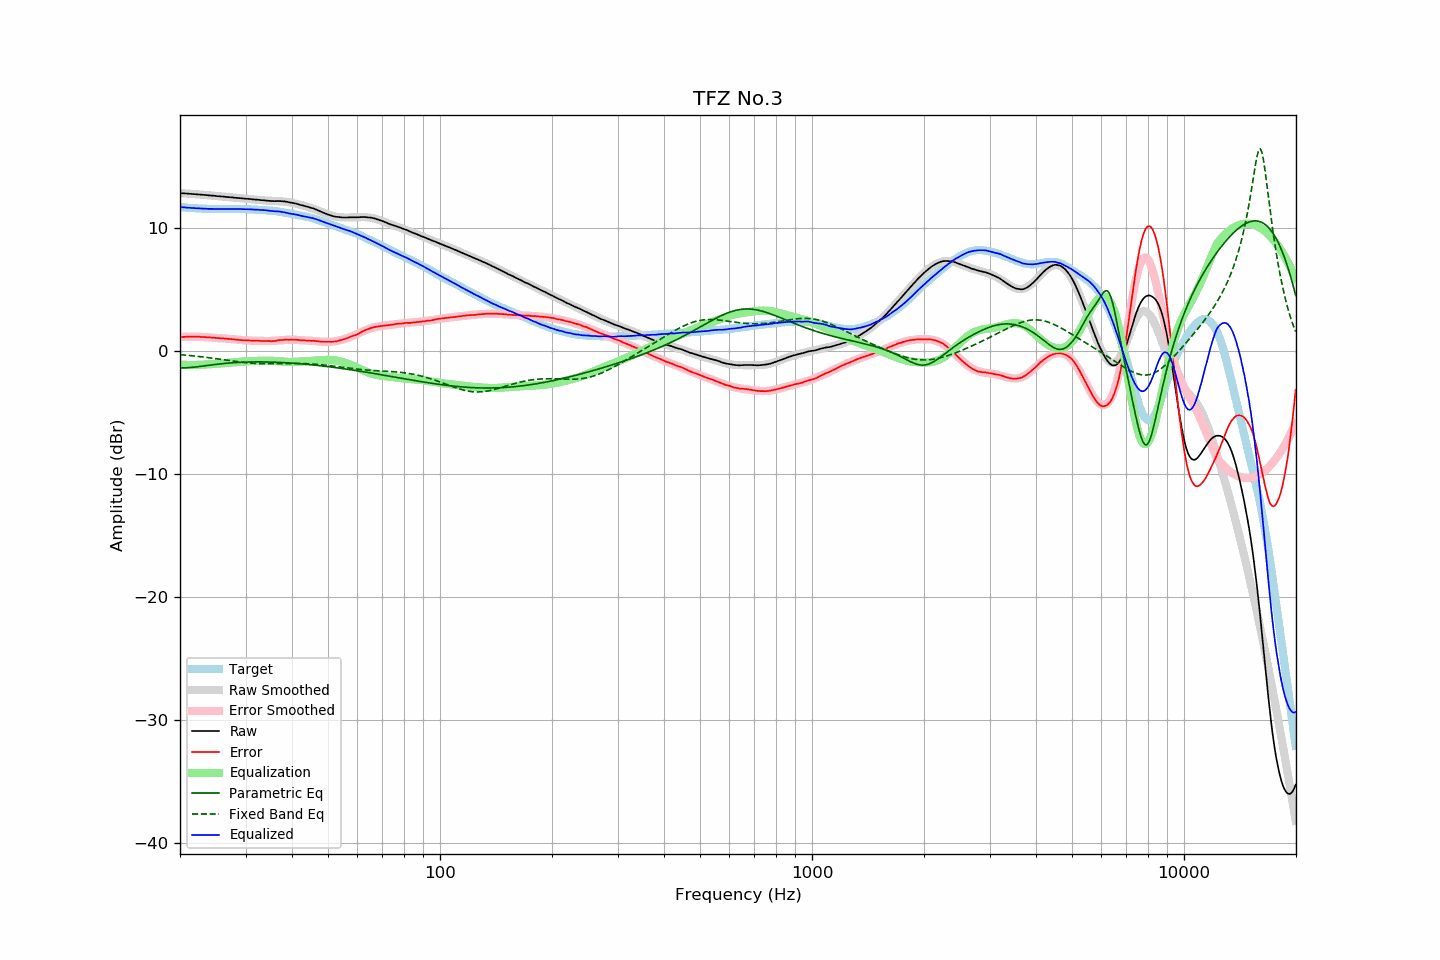 TFZ No.3
Amplitude (dBr)
10
0
−10
−20
−30
−40
Target
Raw Smoothed
Error Smoothed
Raw
Error
Equalization
Parametric Eq
Fixed Band Eq
Equalized
100
1000
10000
Frequency (Hz)